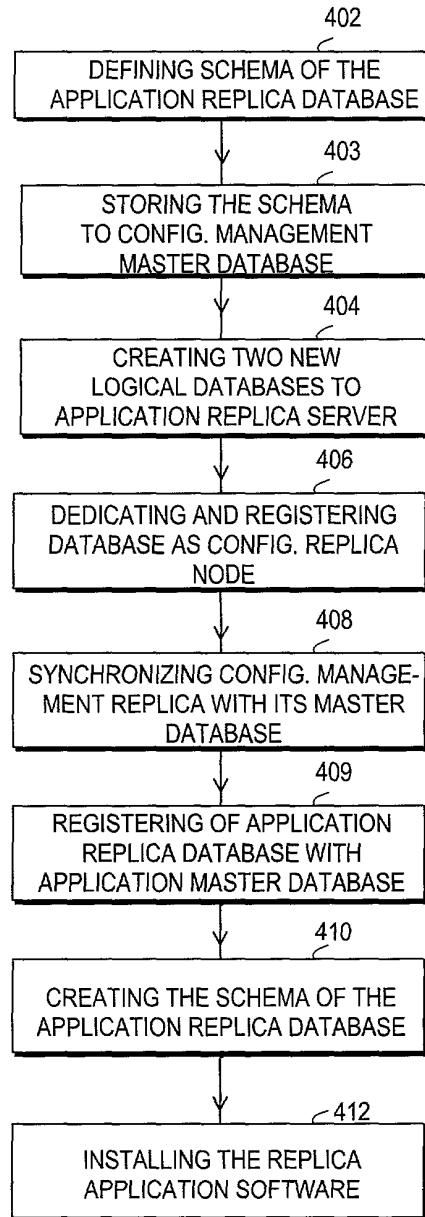 402
DEFINING SCHEMA OF THE
APPLICATION REPLICA DATABASE
403
STORING THE SCHEMA
TO CONFIG. MANAGEMENT
MASTER DATABASE
404
CREATING TWO NEW
LOGICAL DATABASES TO
APPLICATION REPLICA SERVER
406
DEDICATING AND REGISTERING
DATABASE AS CONFIG. REPLICA
NODE
408
SYNCHRONIZING CONFIG. MANAGE-
MENT REPLICA WITH ITS MASTER
DATABASE
409
REGISTERING OF APPLICATION
REPLICA DATABASE WITH
APPLICATION MASTER DATABASE
410
CREATING THE SCHEMA OF THE
APPLICATION REPLICA DATABASE
412
INSTALLING THE REPLICA
APPLICATION SOFTWARE